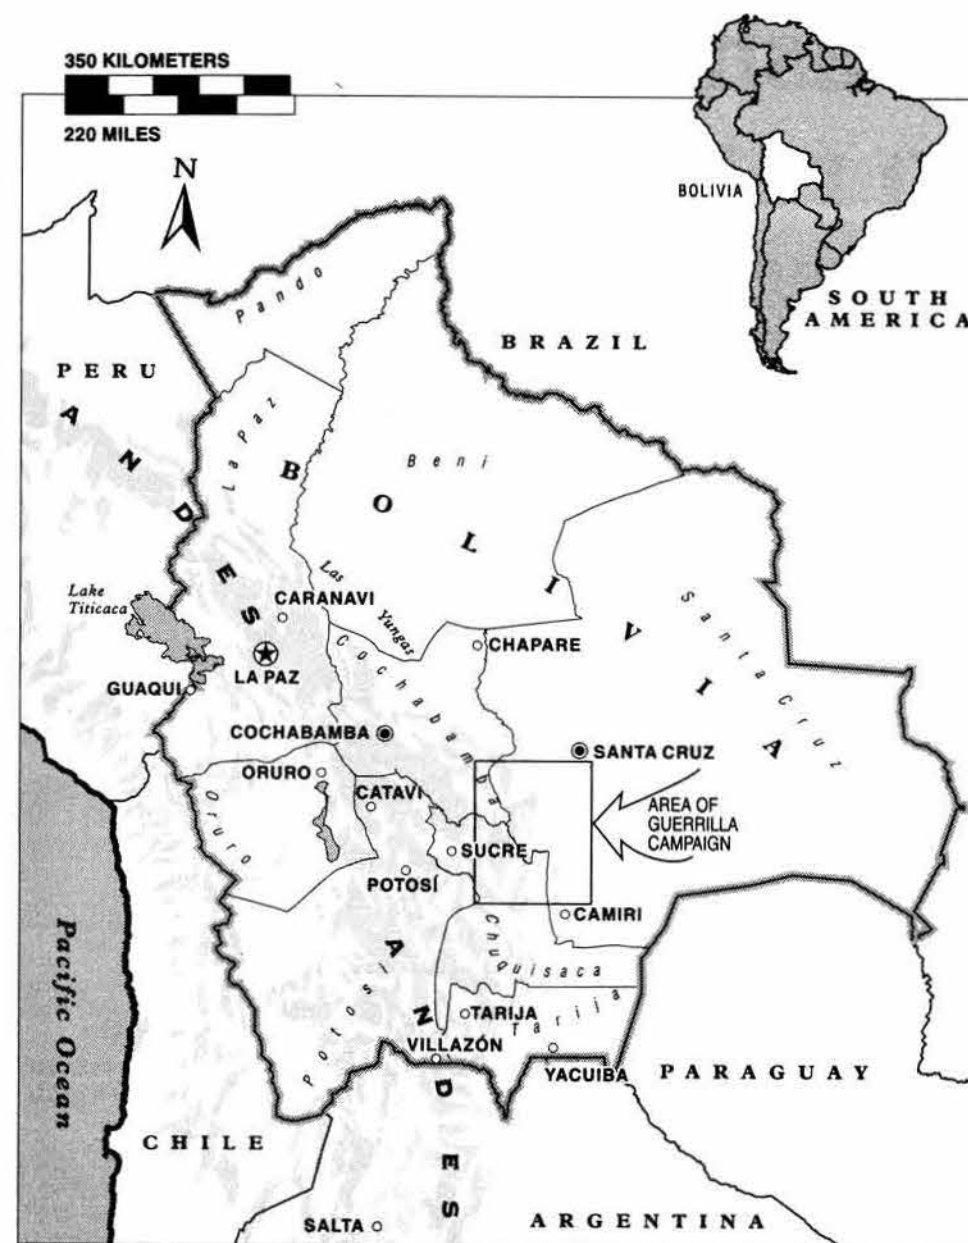 350 KILOMETERS
220 MILES
N
BOLIVIA
SOUTH
AMERICA
Pando
BRAZIL
PERU
ANDES
La Paz
BOLIVIA
Beni
Las
Yungas
Lake
Titicaca
CARANAVI
Santa Cruz
CHAPARE
LA PAZ
GUAQUI
Cochabamba
COCHABAMBA
SANTA CRUZ
ORURO
CATAVI
Oruro
AREA OF
GUERRILLA
CAMPAIGN
SUCRE
POTOSÍ
CAMIRI
Pacific Ocean
Chuquisaca
ANDES
Potosi
TARIJA
Tarija
VILLAZÓN
YACUIBA
PARAGUAY
CHILE
SALTA
ARGENTINA